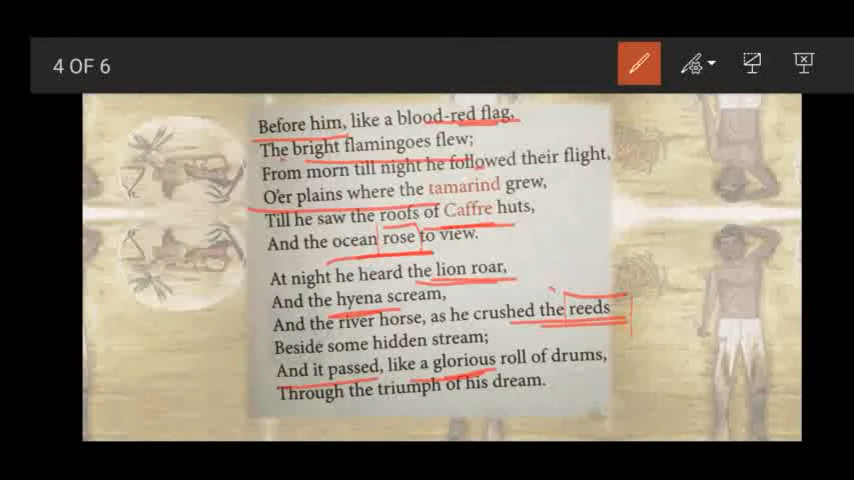 4 OF 6
Before him, like a blood-red flag,
The bright flamingoes flew;
From morn till night he followed their flight,
O'er plains where the tamarind grew,
Till he saw the roofs of Caffre huts,
And the ocean rose to view.
At night he heard the lion roar,
And the hyena scream,
And the river horse, as he crushed the reeds
Beside some hidden stream;
And it passed, like a glorious roll of drums,
Through the triumph of his dream.